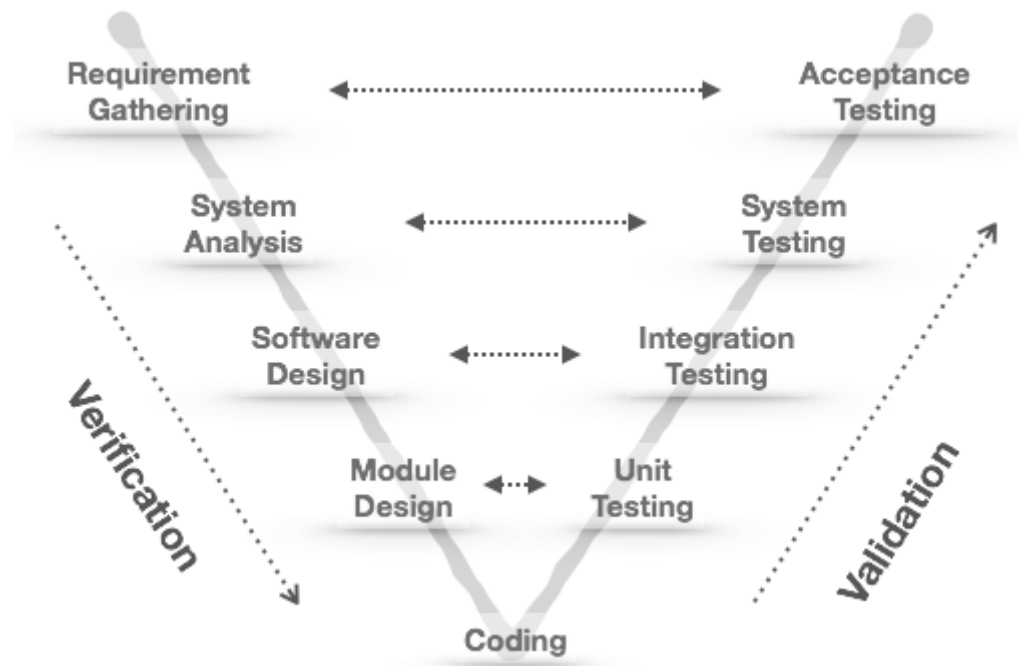 Requirement
Gathering
Acceptance
Testing
System
Analysis
System
Testing
Software
Design
Integration
Testing
Module
Design
Unit
Testing
Coding
Verification
Validation